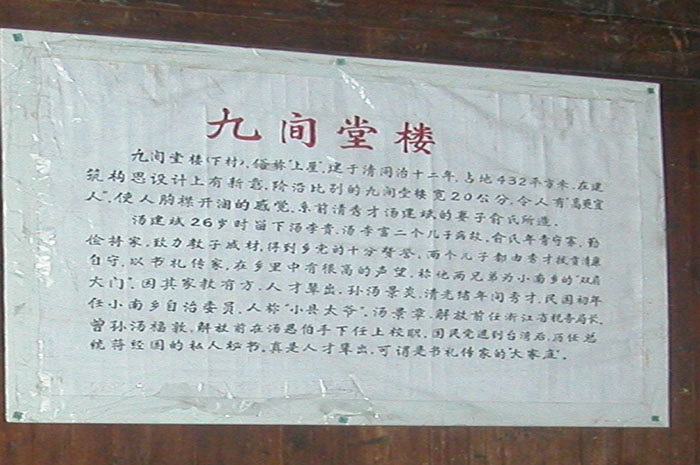 九间堂楼
九间堂楼(下村)、俗称"上屋",建于清同治十二年,占地432平方米,在建
筑构思设计上有新意,阶沿比别的九间堂楼宽20公分,令人有"高更宜
人",使人胸襟开涌的感觉,系前清秀才汤建斌的妻子俞氏所造。
汤建斌26岁时留下汤李贵、汤李富二个儿子病故,俞氏年青守寡,勤
俭持家,致力教子成材,得到乡党的十分赞誉,两个儿子都由秀才拔贡清廉
自守,以书礼传家,在乡里中有很高的声望,称他两兄弟为小南乡的"双扇
大门"。因其家教有方,人才辈出,孙汤景炎,清光绪年间秀才,民国初年
任小南乡自治委员,人称"小县太爷"。汤景章,解放前任浙江省税务局长,
曾孙汤福敦,解放前在汤恩伯手下任上校职,国民党逃到台湾后,历任总
统蒋经国的私人秘书,真是人才辈出,可谓是书礼传家的"大家庭"。